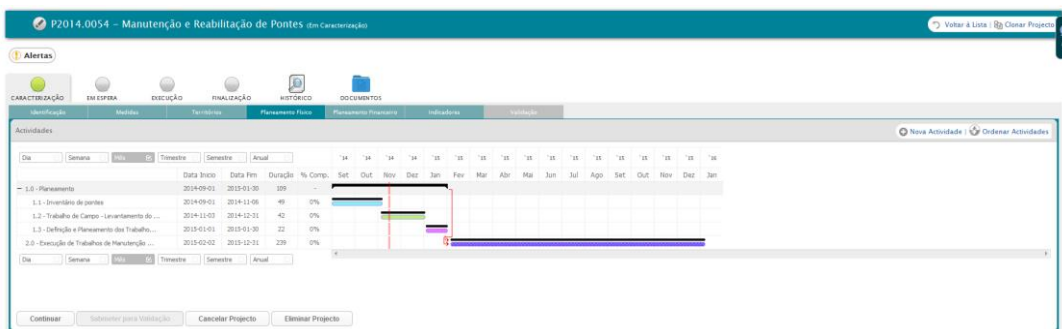 P2014.0054 - Manutenção e Reabilitação de Pontes (Em Caracterização)
Voltar à Lista | Clonar Projecto
Alertas
CARACTERIZAÇÃO EM ESPERA EXECUÇÃO FINALIZAÇÃO HISTÓRICO DOCUMENTOS
Identificação Medidas Territórios Planeamento Físico Planeamento Financeiro Indicadores Validação
Actividades
Nova Actividade | Ordenar Actividades
Dia Semana Mês Trimestre Semestre Anual
'14 '14 '14 '14 '15 '15 '15 '15 '15 '15 '15 '15 '15 '15 '15 '15 '16
Data Inicio Data Fim Duração % Comp. Set Out Nov Dez Jan Fev Mar Abr Mai Jun Jul Ago Set Out Nov Dez Jan
1.0 - Planeamento 2014-09-01 2015-01-30 109 -
1.1 - Inventário de pontes 2014-09-01 2014-11-06 49 0%
1.2 - Trabalho de Campo - Levantamento do ... 2014-11-03 2014-12-31 42 0%
1.3 - Definição e Planeamento dos Trabalho... 2015-01-01 2015-01-30 22 0%
2.0 - Execução de Trabalhos de Manutenção ... 2015-02-02 2015-12-31 239 0%
Dia Semana Mês Trimestre Semestre Anual
Continuar Submeter para Validação Cancelar Projecto Eliminar Projecto